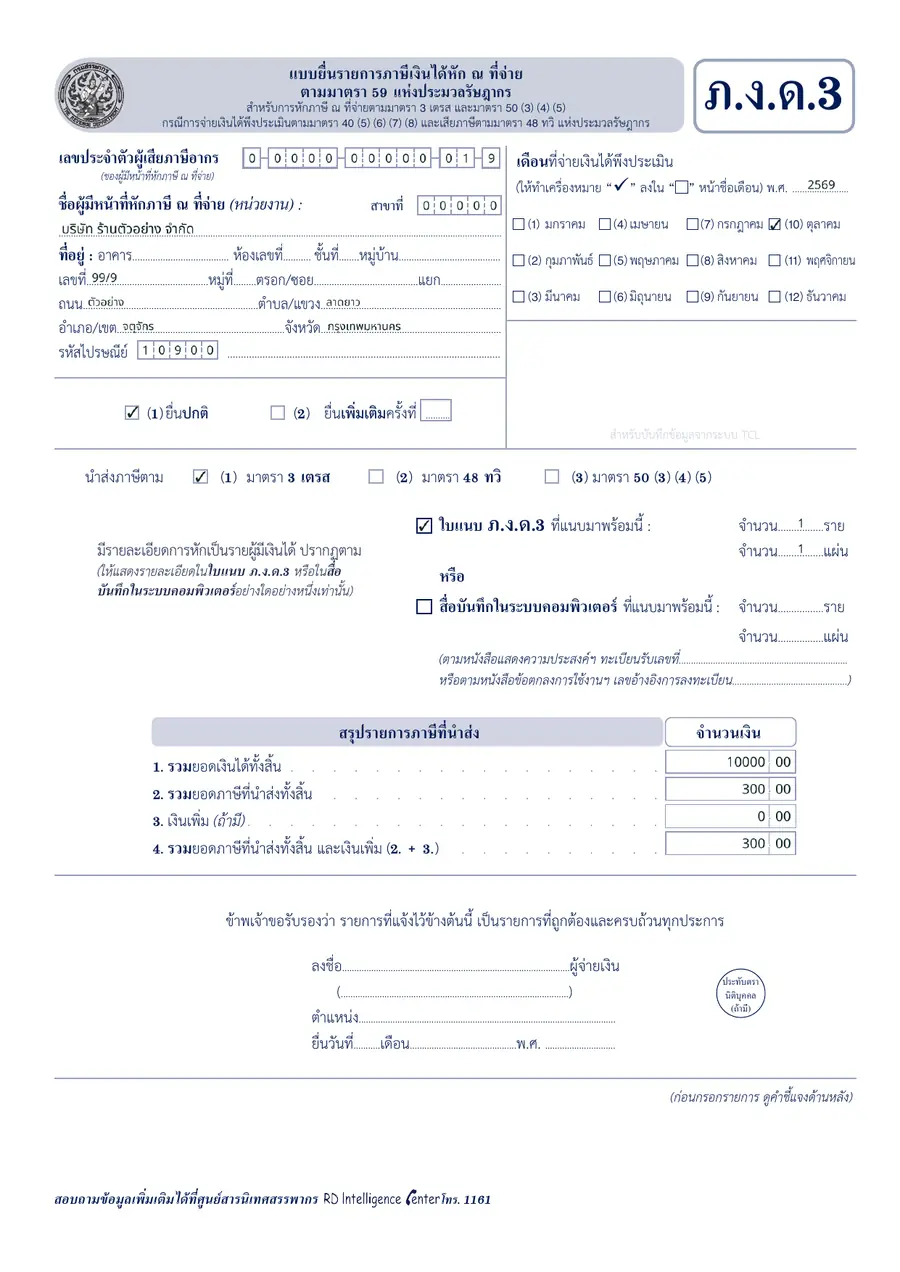 แบบยื่นรายการภาษีเงินได้หัก ณ ที่จ่าย
ตามมาตรา 59 แห่งประมวลรัษฎากร
สำหรับการหักภาษี ณ ที่จ่ายตามมาตรา 3 เตรส และมาตรา 50 (3) (4) (5)
กรณีการจ่ายเงินได้พึงประเมินตามมาตรา 40 (5) (6) (7) (8) และเสียภาษีตามมาตรา 48 ทวิ แห่งประมวลรัษฎากร
ภ.ง.ด.3
เลขประจำตัวผู้เสียภาษีอากร 0-0000-00000-01-9
(ของผู้มีหน้าที่หักภาษี ณ ที่จ่าย)
ชื่อผู้มีหน้าที่หักภาษี ณ ที่จ่าย (หน่วยงาน) : สาขาที่ 00000
บริษัท ร้านตัวอย่าง จำกัด
ที่อยู่ : อาคาร ห้องเลขที่ ชั้นที่ หมู่บ้าน
เลขที่ 99/9 หมู่ที่ ตรอก/ซอย แยก
ถนน ตัวอย่าง ตำบล/แขวง ลาดยาว
อำเภอ/เขต จตุจักร จังหวัด กรุงเทพมหานคร
รหัสไปรษณีย์ 10900
เดือนที่จ่ายเงินได้พึงประเมิน
(ให้ทำเครื่องหมาย “✓” ลงใน “☐” หน้าชื่อเดือน) พ.ศ. 2569
☐ (1) มกราคม ☐ (4) เมษายน ☐ (7) กรกฎาคม ☑ (10) ตุลาคม
☐ (2) กุมภาพันธ์ ☐ (5) พฤษภาคม ☐ (8) สิงหาคม ☐ (11) พฤศจิกายน
☐ (3) มีนาคม ☐ (6) มิถุนายน ☐ (9) กันยายน ☐ (12) ธันวาคม
☑ (1) ยื่นปกติ ☐ (2) ยื่นเพิ่มเติมครั้งที่
สำหรับบันทึกข้อมูลจากระบบ TCL
นำส่งภาษีตาม ☑ (1) มาตรา 3 เตรส ☐ (2) มาตรา 48 ทวิ ☐ (3) มาตรา 50 (3) (4) (5)
มีรายละเอียดการหักเป็นรายผู้มีเงินได้ ปรากฏตาม
(ให้แสดงรายละเอียดในใบแนบ ภ.ง.ด.3 หรือในสื่อ
บันทึกในระบบคอมพิวเตอร์อย่างใดอย่างหนึ่งเท่านั้น)
☑ ใบแนบ ภ.ง.ด.3 ที่แนบมาพร้อมนี้ : จำนวน 1 ราย
จำนวน 1 แผ่น
หรือ
☐ สื่อบันทึกในระบบคอมพิวเตอร์ ที่แนบมาพร้อมนี้ : จำนวน ราย
จำนวน แผ่น
(ตามหนังสือแสดงความประสงค์ฯ ทะเบียนรับเลขที่
หรือตามหนังสือข้อตกลงการใช้งานฯ เลขอ้างอิงการลงทะเบียน )
สรุปรายการภาษีที่นำส่ง จำนวนเงิน
1. รวมยอดเงินได้ทั้งสิ้น 10000 00
2. รวมยอดภาษีที่นำส่งทั้งสิ้น 300 00
3. เงินเพิ่ม (ถ้ามี) 0 00
4. รวมยอดภาษีที่นำส่งทั้งสิ้น และเงินเพิ่ม (2. + 3.) 300 00
ข้าพเจ้าขอรับรองว่า รายการที่แจ้งไว้ข้างต้นนี้ เป็นรายการที่ถูกต้องและครบถ้วนทุกประการ
ลงชื่อ ผู้จ่ายเงิน
( )
ตำแหน่ง
ยื่นวันที่ เดือน พ.ศ.
ประทับตรา
นิติบุคคล
(ถ้ามี)
(ก่อนกรอกรายการ ดูคำชี้แจงด้านหลัง)
สอบถามข้อมูลเพิ่มเติมได้ที่ศูนย์สารนิเทศสรรพากร RD Intelligence Center โทร. 1161